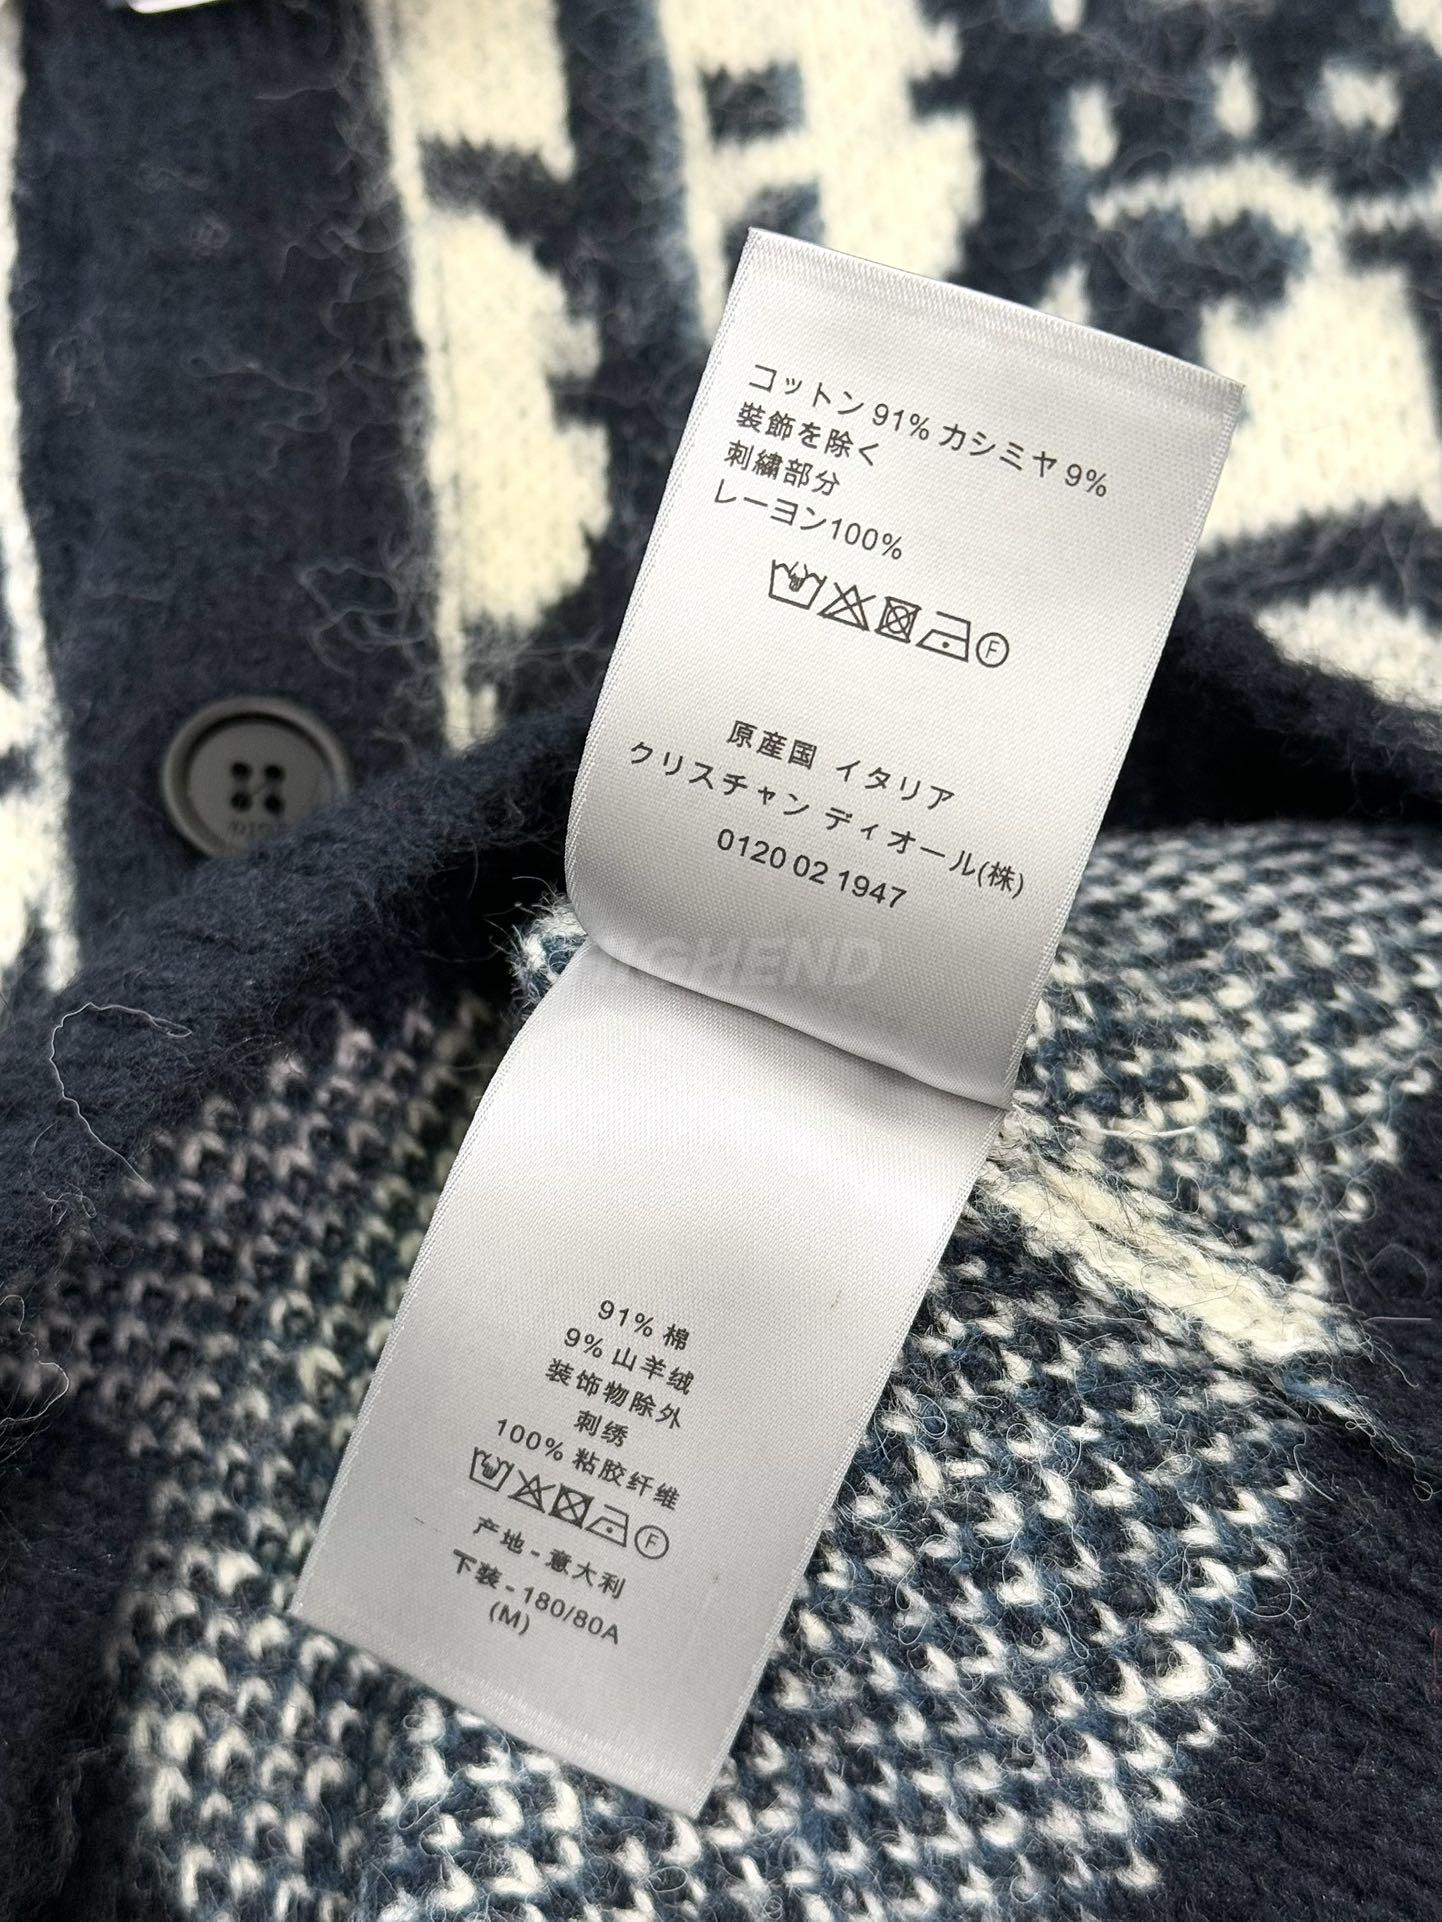 コットン 91% カシミヤ 9%
装飾を除く
刺繍部分
レーヨン100%
F
原産国 イタリア
クリスチャン ディオール(株)
0120 02 1947
HIGHEND
91% 棉
9% 山羊绒
装饰物除外
刺绣
100% 粘胶纤维
F
产地 - 意大利
下装 - 180/80A
(M)